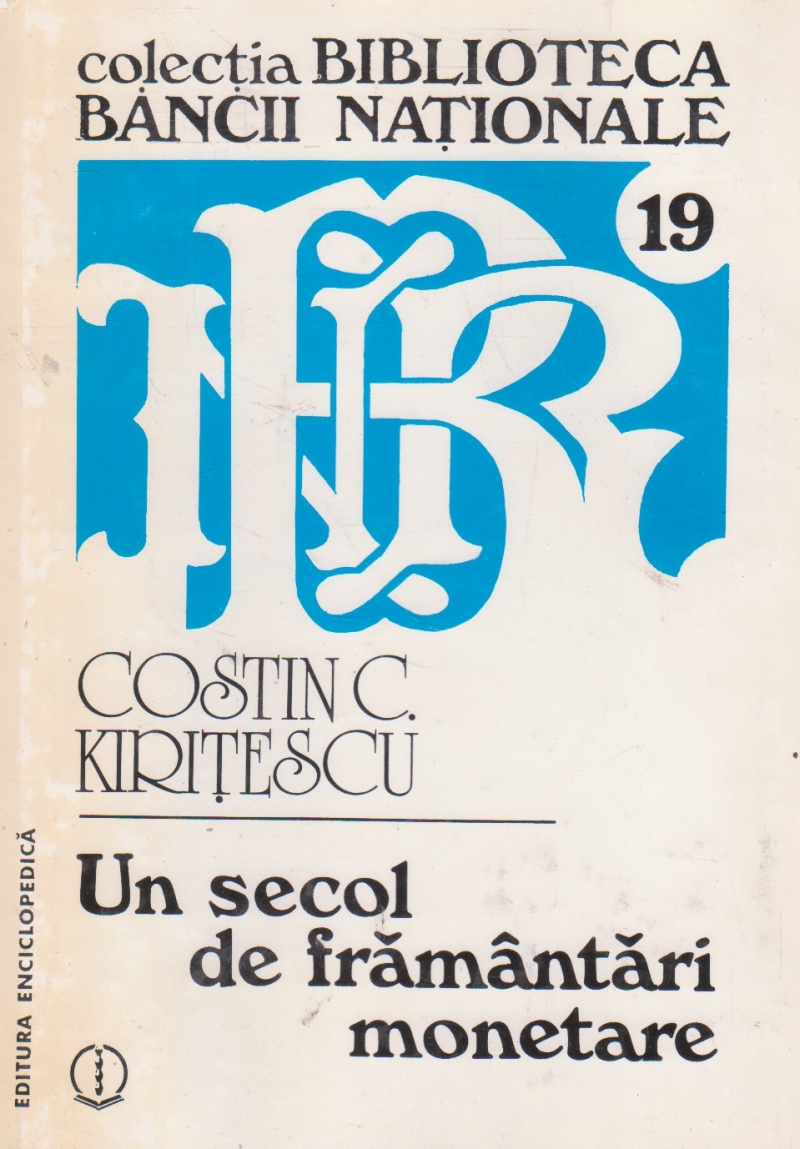 colecția BIBLIOTECA
BĂNCII NAȚIONALE
19
COSTIN C.
KIRIȚESCU
Un secol
de frământări
monetare
EDITURA ENCICLOPEDICĂ